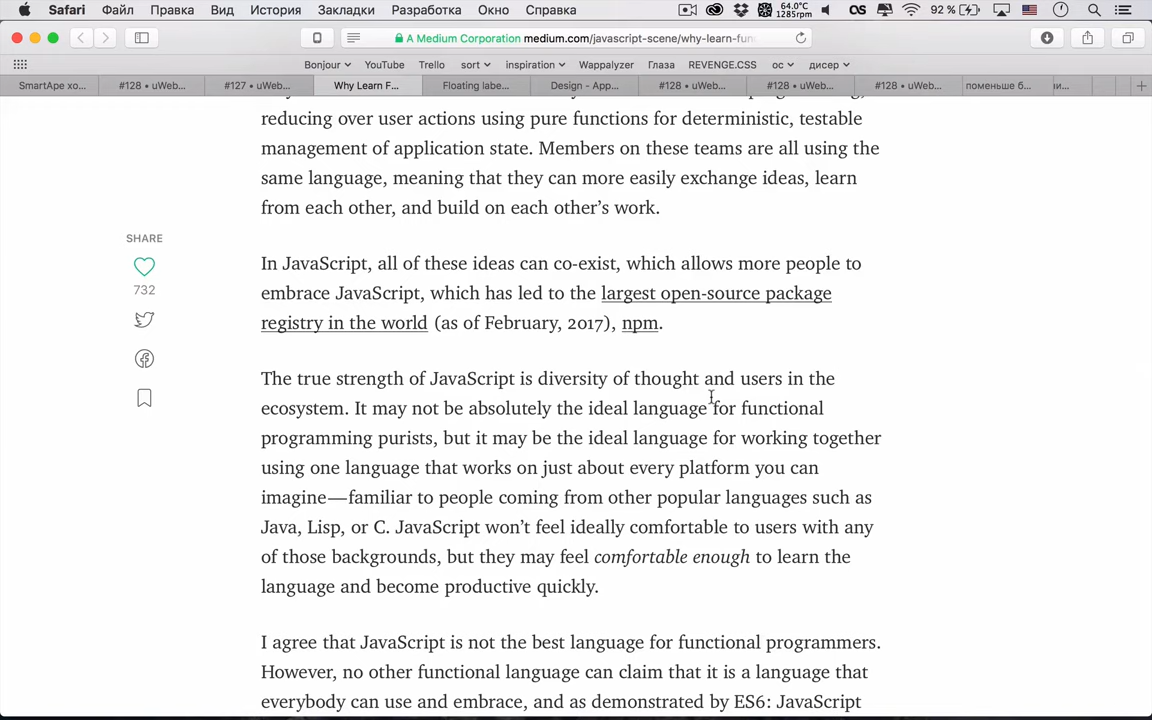 Safari Файл Правка Вид История Закладки Разработка Окно Справка 64.0°C 1285rpm 92 %
A Medium Corporation medium.com/javascript-scene/why-learn-fun
Bonjour YouTube Trello sort inspiration Wappalyzer Глаза REVENGE.CSS ос дисер
SmartApe хо... #128 • uWeb... #127 • uWeb... Why Learn F... Floating labe... Design - App... #128 • uWeb... #128 • uWeb... #128 • uWeb... поменьше б... и...
reducing over user actions using pure functions for deterministic, testable
management of application state. Members on these teams are all using the
same language, meaning that they can more easily exchange ideas, learn
from each other, and build on each other’s work.
SHARE
732
In JavaScript, all of these ideas can co-exist, which allows more people to
embrace JavaScript, which has led to the largest open-source package
registry in the world (as of February, 2017), npm.
The true strength of JavaScript is diversity of thought and users in the
ecosystem. It may not be absolutely the ideal language for functional
programming purists, but it may be the ideal language for working together
using one language that works on just about every platform you can
imagine — familiar to people coming from other popular languages such as
Java, Lisp, or C. JavaScript won’t feel ideally comfortable to users with any
of those backgrounds, but they may feel comfortable enough to learn the
language and become productive quickly.
I agree that JavaScript is not the best language for functional programmers.
However, no other functional language can claim that it is a language that
everybody can use and embrace, and as demonstrated by ES6: JavaScript